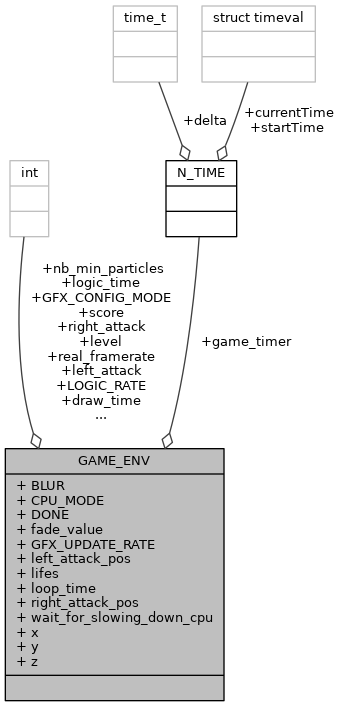 time_t
struct timeval
+delta
+currentTime
+startTime
int
N_TIME
+nb_min_particles
+logic_time
+GFX_CONFIG_MODE
+score
+right_attack
+level
+real_framerate
+left_attack
+LOGIC_RATE
+draw_time
...
+game_timer
GAME_ENV
+ BLUR
+ CPU_MODE
+ DONE
+ fade_value
+ GFX_UPDATE_RATE
+ left_attack_pos
+ lifes
+ loop_time
+ right_attack_pos
+ wait_for_slowing_down_cpu
+ x
+ y
+ z